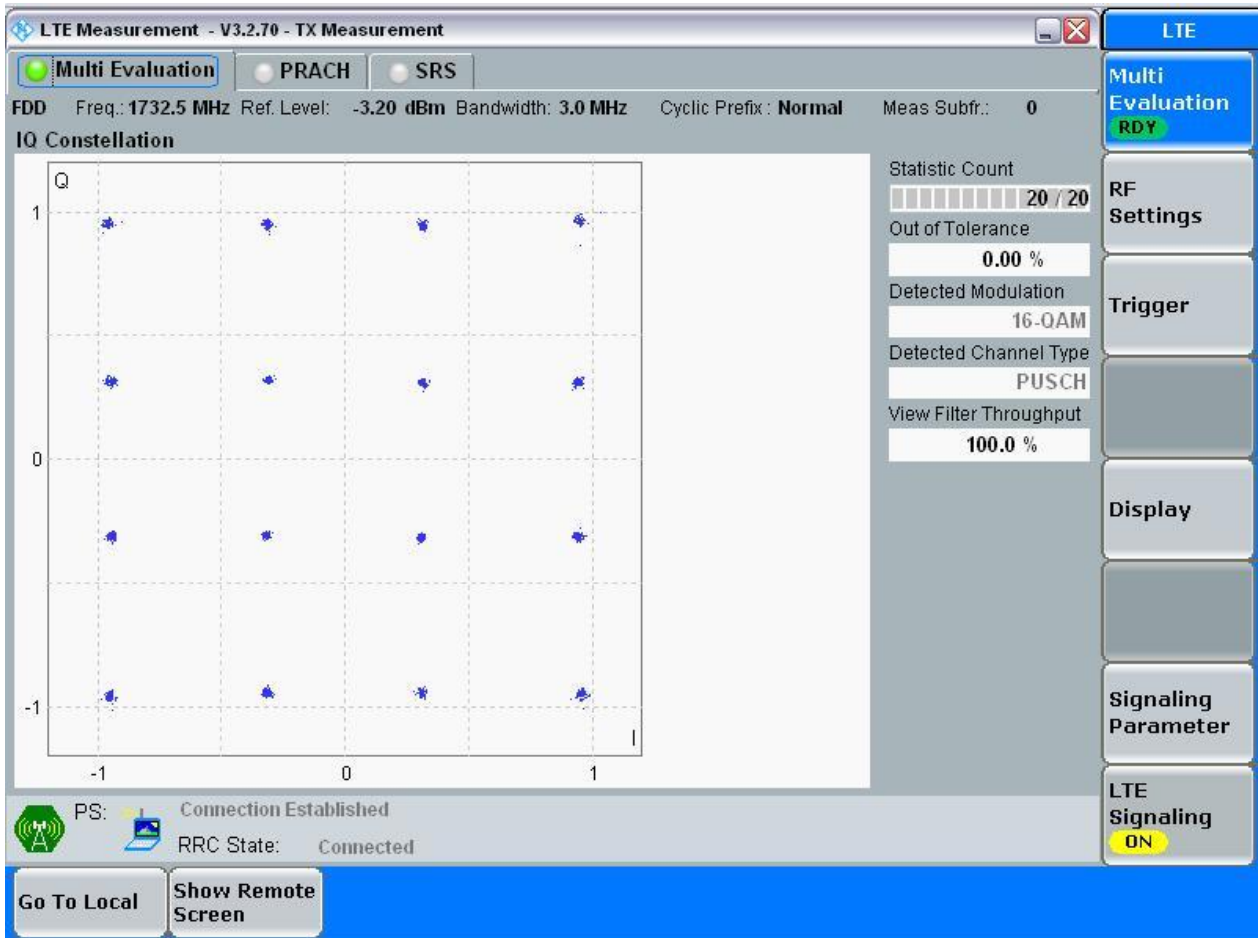 LTE Measurement - V3.2.70 - TX Measurement
LTE
Multi Evaluation PRACH SRS
FDD Freq.: 1732.5 MHz Ref. Level: -3.20 dBm Bandwidth: 3.0 MHz Cyclic Prefix : Normal Meas Subfr.: 0
IQ Constellation
Q
1
0
-1
-1 0 1
I
Statistic Count
20 / 20
Out of Tolerance
0.00 %
Detected Modulation
16-QAM
Detected Channel Type
PUSCH
View Filter Throughput
100.0 %
Multi
Evaluation
RDY
RF
Settings
Trigger
Display
Signaling
Parameter
LTE
Signaling
ON
PS: Connection Established
RRC State: Connected
Go To Local
Show Remote
Screen